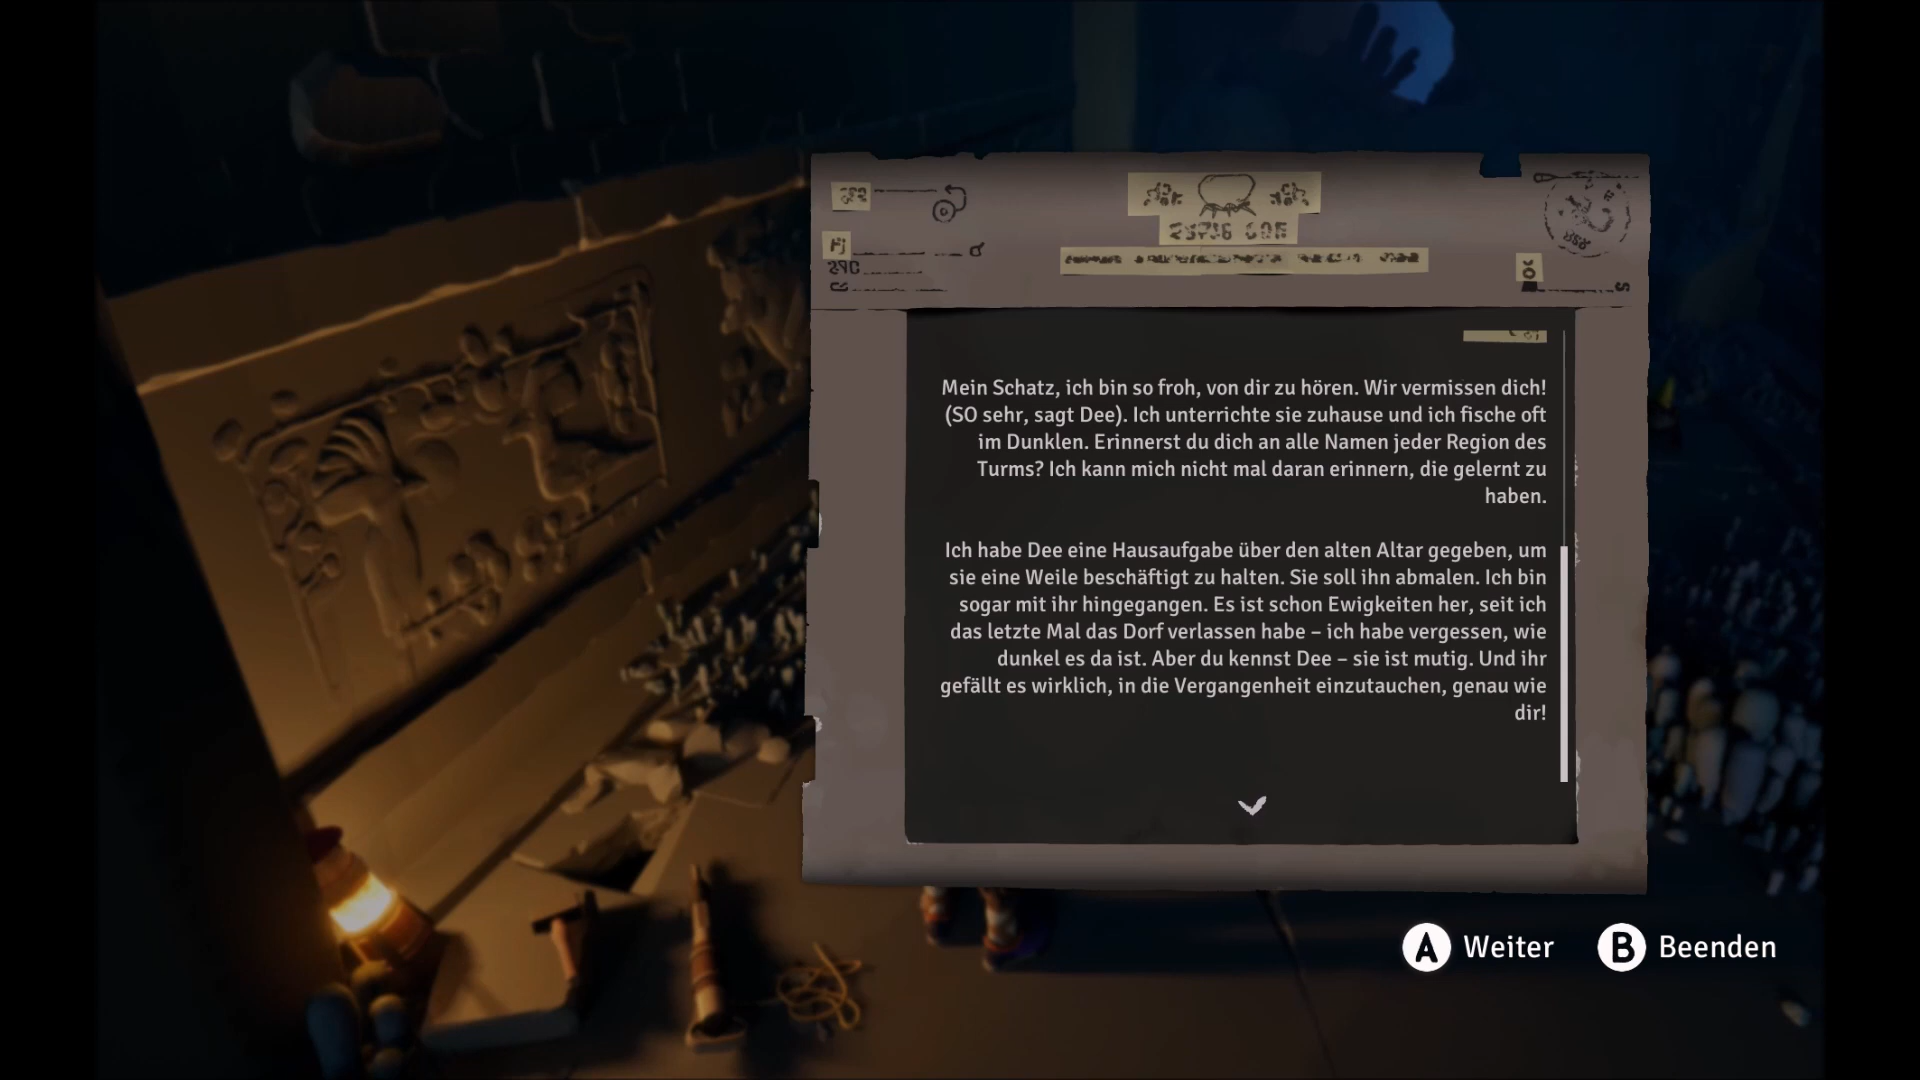 Mein Schatz, ich bin so froh, von dir zu hören. Wir vermissen dich!
(SO sehr, sagt Dee). Ich unterrichte sie zuhause und ich fische oft
im Dunklen. Erinnerst du dich an alle Namen jeder Region des
Turms? Ich kann mich nicht mal daran erinnern, die gelernt zu
haben.
Ich habe Dee eine Hausaufgabe über den alten Altar gegeben, um
sie eine Weile beschäftigt zu halten. Sie soll ihn abmalen. Ich bin
sogar mit ihr hingegangen. Es ist schon Ewigkeiten her, seit ich
das letzte Mal das Dorf verlassen habe – ich habe vergessen, wie
dunkel es da ist. Aber du kennst Dee – sie ist mutig. Und ihr
gefällt es wirklich, in die Vergangenheit einzutauchen, genau wie
dir!
A Weiter B Beenden